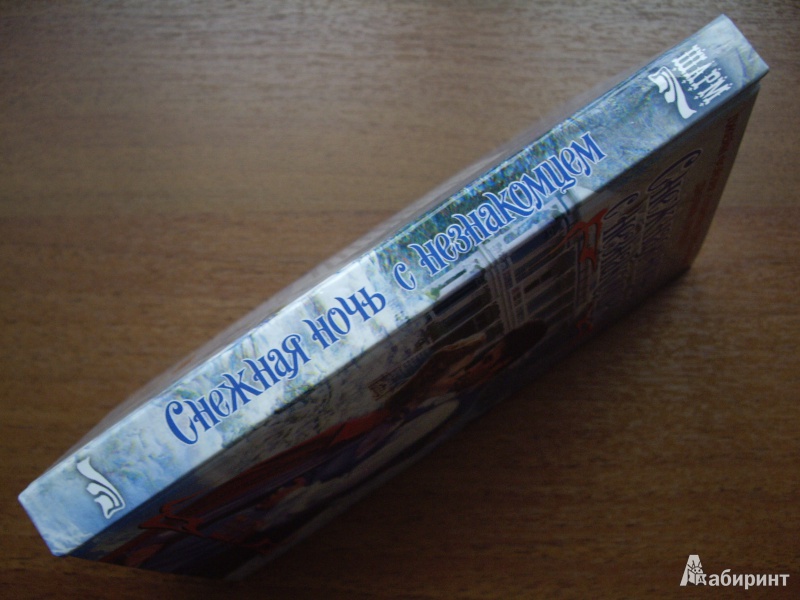 ШАРМ
Снежная ночь с незнакомцем
Лабиринт